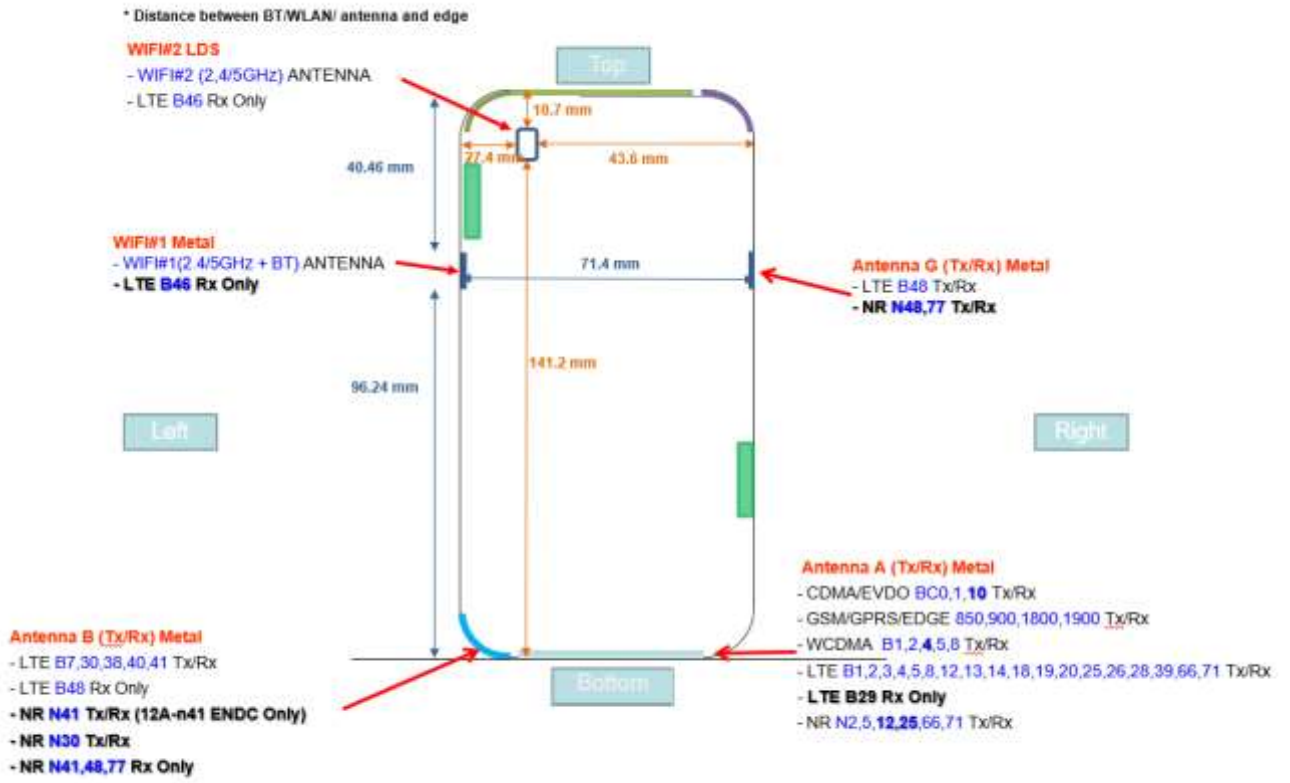 * Distance between BT/WLAN/ antenna and edge
WIFI#2 LDS
- WIFI#2 (2,4/5GHz) ANTENNA
- LTE B46 Rx Only
Top
10.7 mm
27.4 mm
43.6 mm
40.46 mm
WIFI#1 Metal
- WIFI#1(2 4/5GHz + BT) ANTENNA
- LTE B46 Rx Only
71.4 mm
Antenna G (Tx/Rx) Metal
- LTE B48 Tx/Rx
- NR N48,77 Tx/Rx
141.2 mm
96.24 mm
Left
Right
Antenna A (Tx/Rx) Metal
- CDMA/EVDO BC0,1,10 Tx/Rx
- GSM/GPRS/EDGE 850,900,1800,1900 Tx/Rx
- WCDMA B1,2,4,5,8 Tx/Rx
- LTE B1,2,3,4,5,8,12,13,14,18,19,20,25,26,28,39,66,71 Tx/Rx
- LTE B29 Rx Only
- NR N2,5,12,25,66,71 Tx/Rx
Antenna B (Tx/Rx) Metal
- LTE B7,30,38,40,41 Tx/Rx
- LTE B48 Rx Only
- NR N41 Tx/Rx (12A-n41 ENDC Only)
- NR N30 Tx/Rx
- NR N41,48,77 Rx Only
Bottom